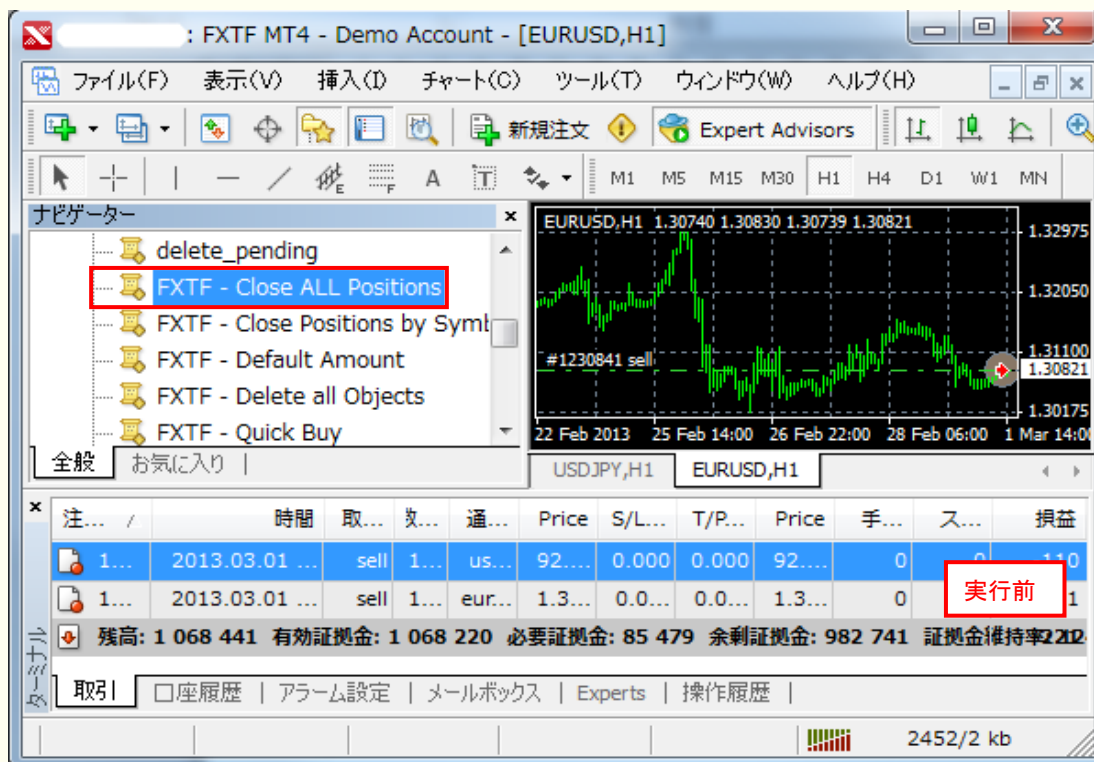 : FXTF MT4 - Demo Account - [EURUSD,H1]
ファイル(F) 表示(V) 挿入(I) チャート(C) ツール(T) ウィンドウ(W) ヘルプ(H)
新規注文 Expert Advisors
E F A T M1 M5 M15 M30 H1 H4 D1 W1 MN
ナビゲーター
delete_pending
FXTF - Close ALL Positions
FXTF - Close Positions by Symb
FXTF - Default Amount
FXTF - Delete all Objects
FXTF - Quick Buy
全般 お気に入り
EURUSD,H1 1.30740 1.30830 1.30739 1.30821
1.32975
1.32050
1.31100
#1230841 sell
1.30821
1.30175
22 Feb 2013 25 Feb 14:00 26 Feb 22:00 28 Feb 06:00 1 Mar 14:00
USDJPY,H1 EURUSD,H1
注... / 時間 取... 通... Price S/L... T/P... Price 手... ス... 損益
1... 2013.03.01 ... sell 1... us... 92.... 0.000 0.000 92.... 0
1... 2013.03.01 ... sell 1... eur... 1.3... 0.0... 0.0... 1.3... 0
実行前
残高: 1 068 441 有効証拠金: 1 068 220 必要証拠金: 85 479 余剰証拠金: 982 741 証拠金維持率
ターミナル
取引 口座履歴 | アラーム設定 | メールボックス | Experts | 操作履歴 |
2452/2 kb